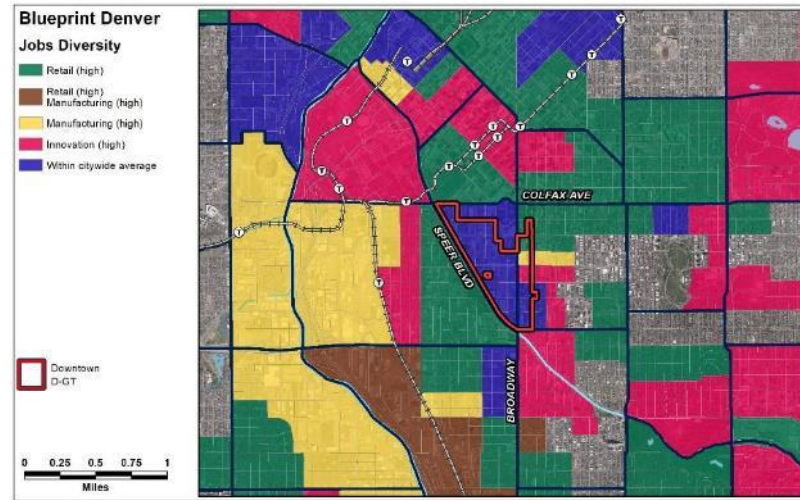 Blueprint Denver
Jobs Diversity
Retail (high)
Retail (high)
Manufacturing (high)
Manufacturing (high)
Innovation (high)
Within citywide average
Downtown
D-GT
0 0.25 0.5 0.75 1
Miles
COLFAX AVE
SPEER BLVD
BROADWAY
T
T
T
T
T
T
T
T
T
T
T
T
T
T